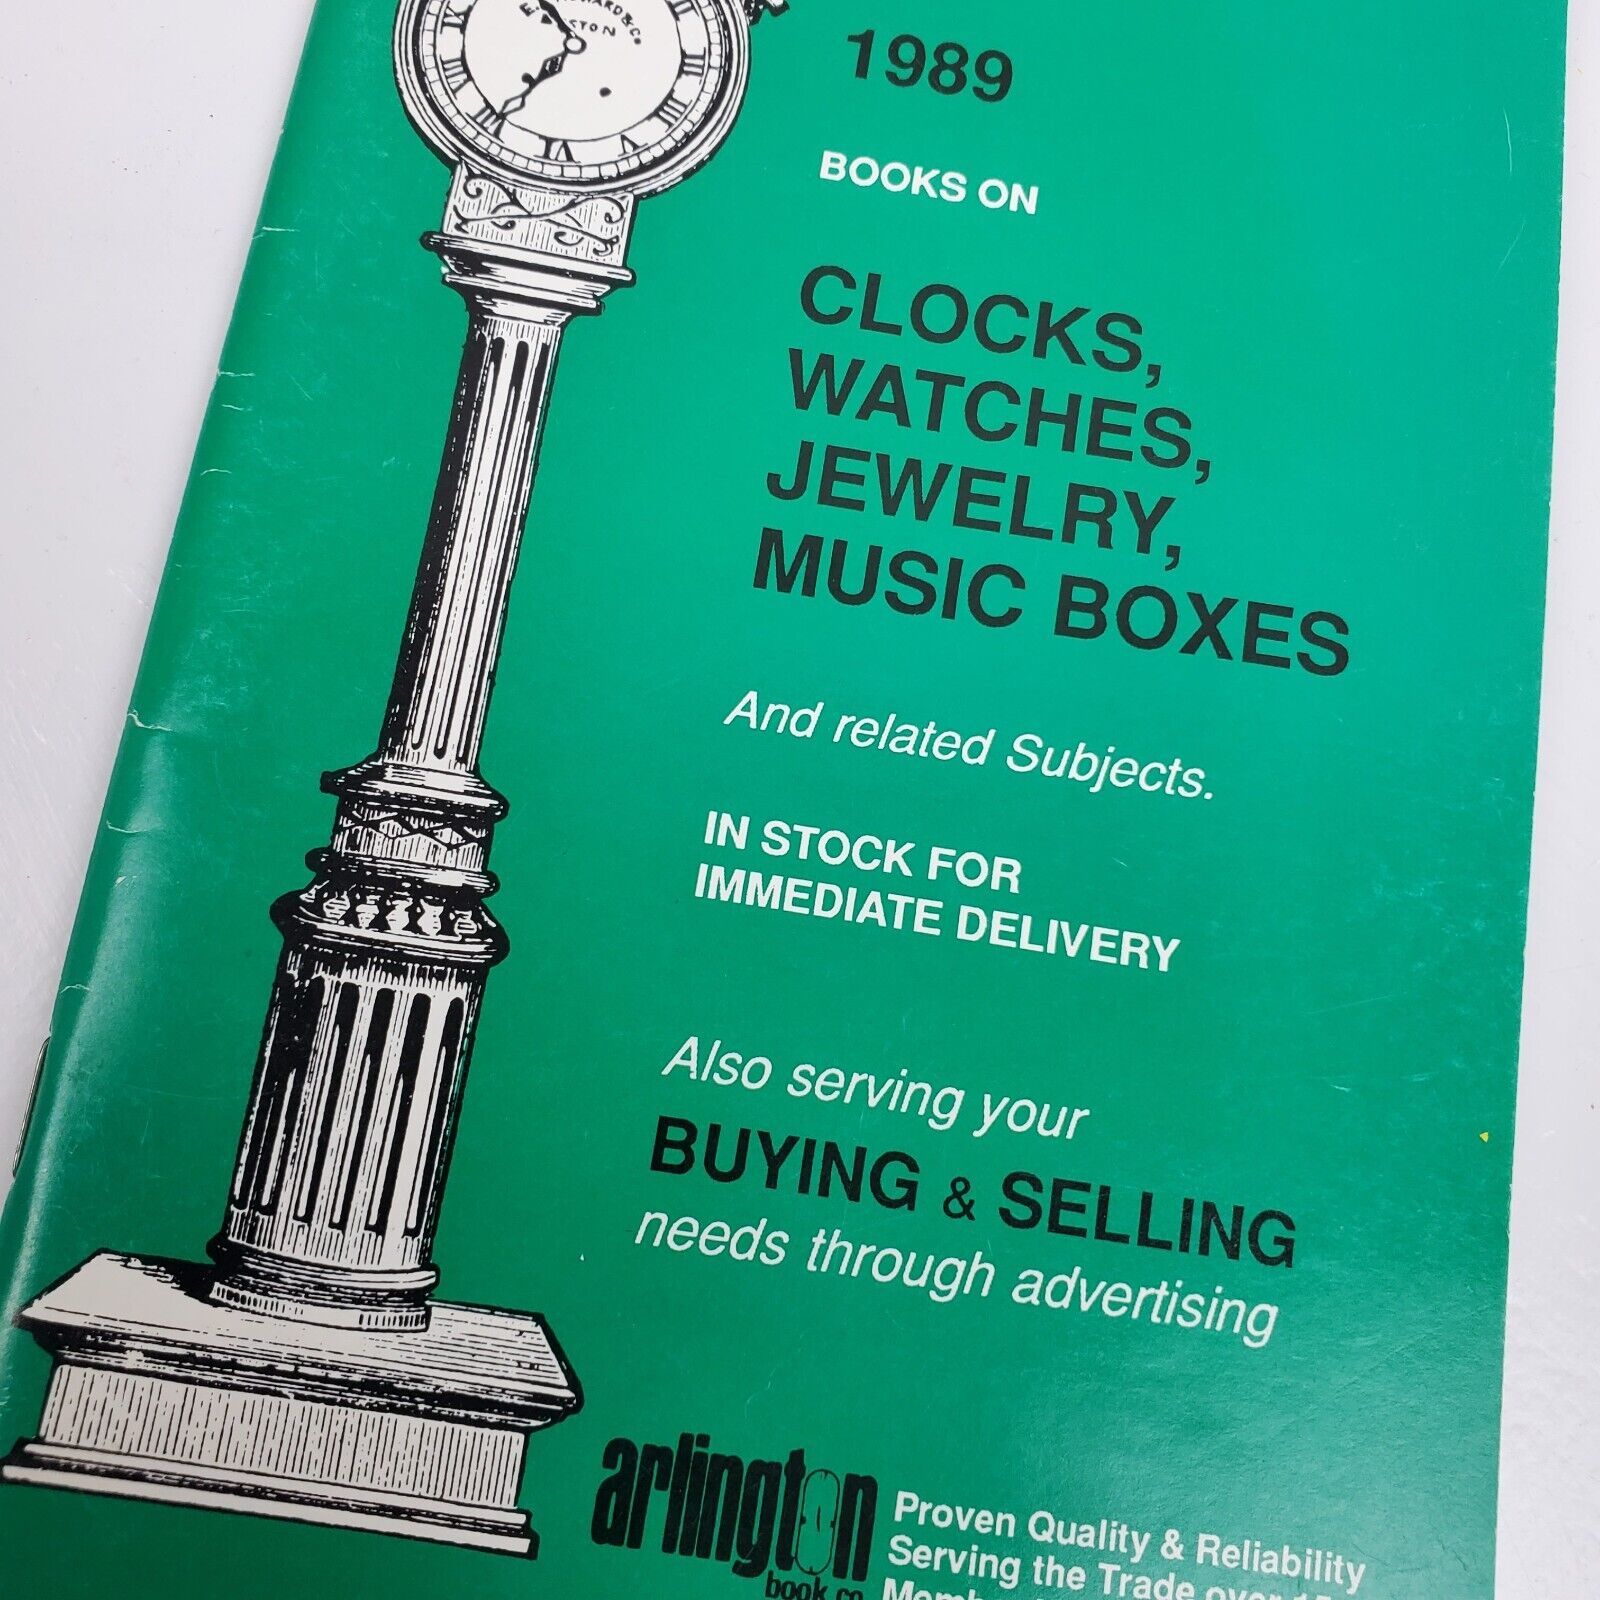 1989
BOOKS ON
CLOCKS,
WATCHES,
JEWELRY,
MUSIC BOXES
And related Subjects.
IN STOCK FOR
IMMEDIATE DELIVERY
Also serving your
BUYING & SELLING
needs through advertising
arlington
book co
Proven Quality & Reliability
Serving the Trade over